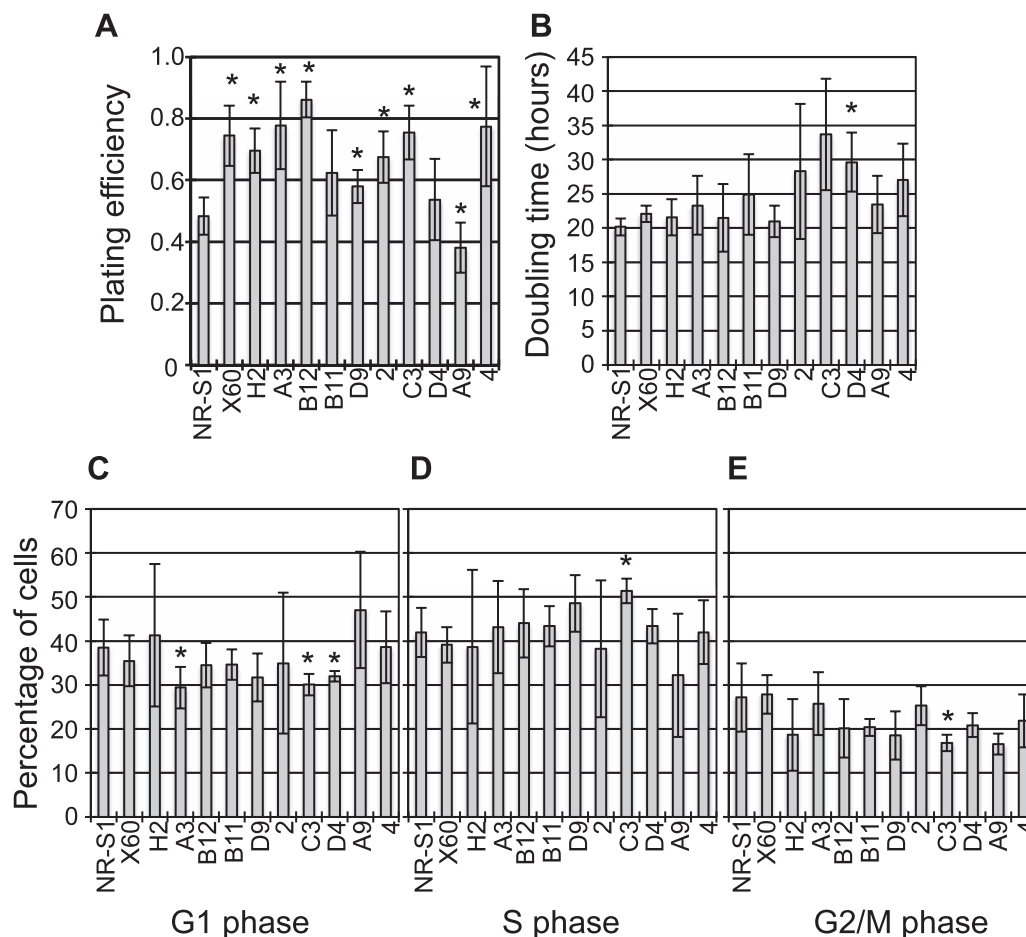 A
Plating efficiency
1.0
0.8
0.6
0.4
0.2
0
* * * * * * * * *
NR-S1 X60 H2 A3 B12 B11 D9 2 C3 D4 A9 4
B
Doubling time (hours)
45
40
35
30
25
20
15
10
5
0
*
NR-S1 X60 H2 A3 B12 B11 D9 2 C3 D4 A9 4
C
Percentage of cells
70
60
50
40
30
20
10
0
* * *
NR-S1 X60 H2 A3 B12 B11 D9 2 C3 D4 A9 4
G1 phase
D
*
NR-S1 X60 H2 A3 B12 B11 D9 2 C3 D4 A9 4
S phase
E
*
NR-S1 X60 H2 A3 B12 B11 D9 2 C3 D4 A9 4
G2/M phase